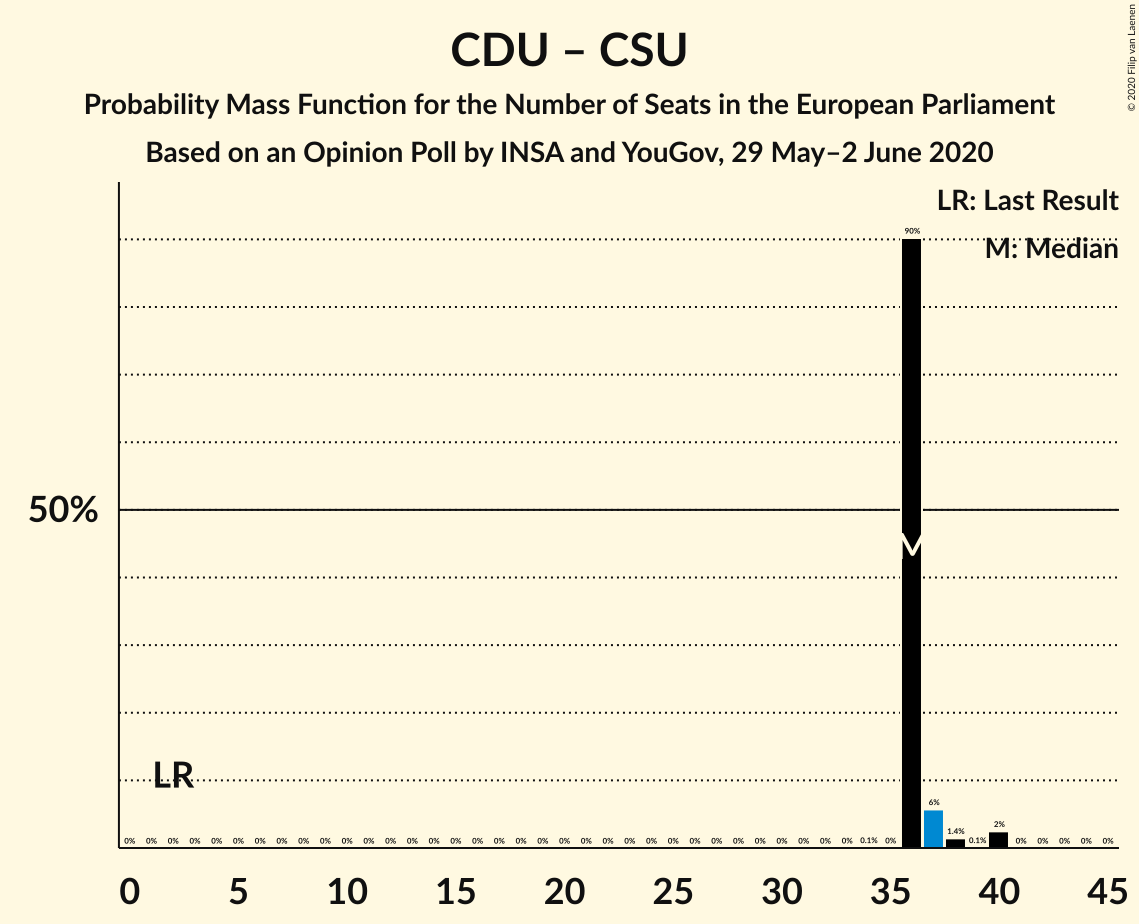 CDU – CSU
Probability Mass Function for the Number of Seats in the European Parliament
Based on an Opinion Poll by INSA and YouGov, 29 May–2 June 2020
© 2020 Filip van Laenen
LR: Last Result
M: Median
90%
50%
M
LR
6%
1.4%
2%
0% 0% 0% 0% 0% 0% 0% 0% 0% 0% 0% 0% 0% 0% 0% 0% 0% 0% 0% 0% 0% 0% 0% 0% 0% 0% 0% 0% 0% 0% 0% 0% 0% 0% 0.1% 0% 0.1% 0% 0% 0% 0% 0%
0 5 10 15 20 25 30 35 40 45